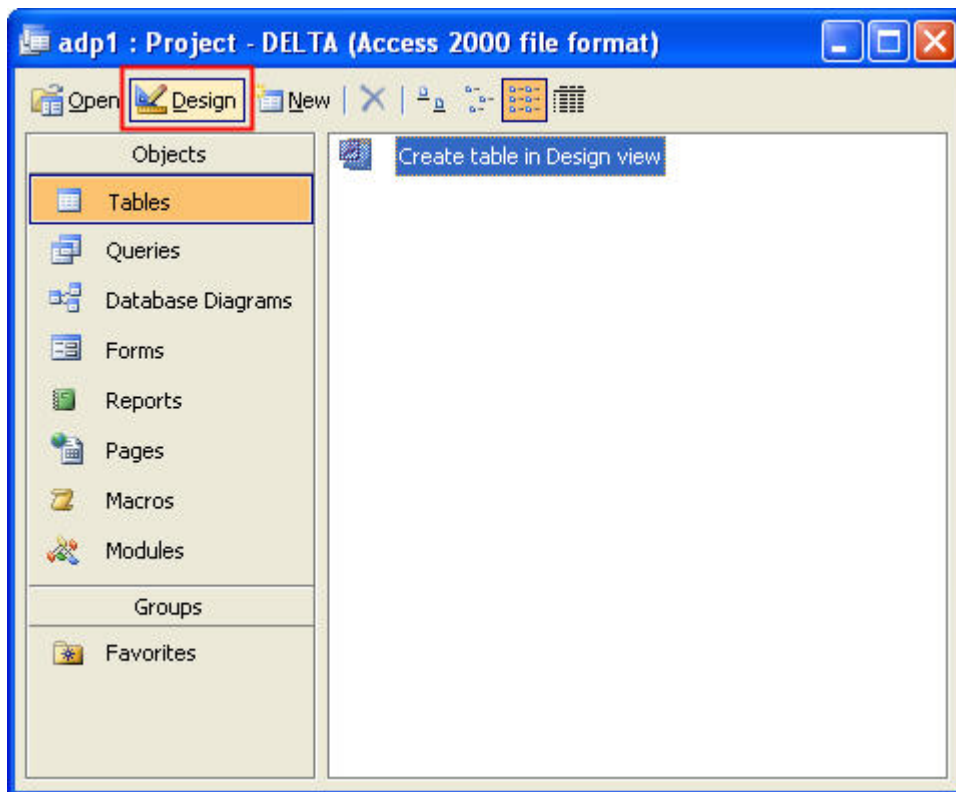 adp1 : Project - DELTA (Access 2000 file format)
Open Design New
Objects
Tables
Queries
Database Diagrams
Forms
Reports
Pages
Macros
Modules
Groups
Favorites
Create table in Design view